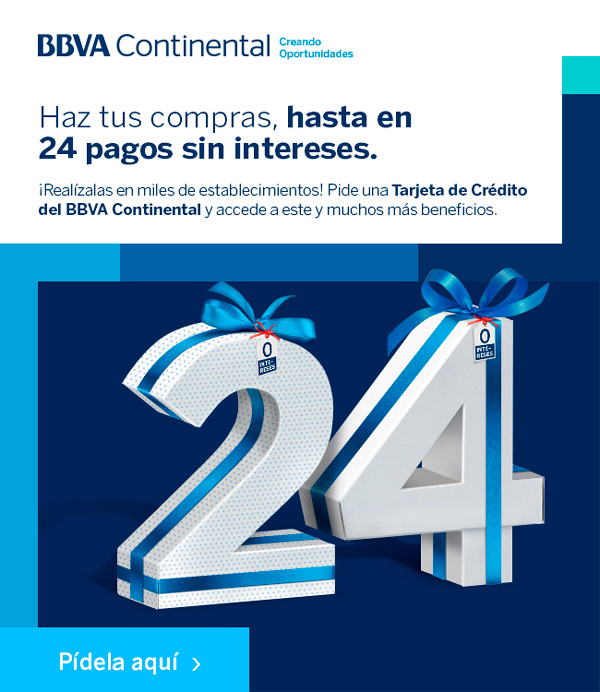 BBVA Continental
Creando
Oportunidades
Haz tus compras, hasta en
24 pagos sin intereses.
¡Realízalas en miles de establecimientos! Pide una Tarjeta de Crédito
del BBVA Continental y accede a este y muchos más beneficios.
24
0
INTE-
RESES
0
INTE-
RESES
Pídela aquí ›